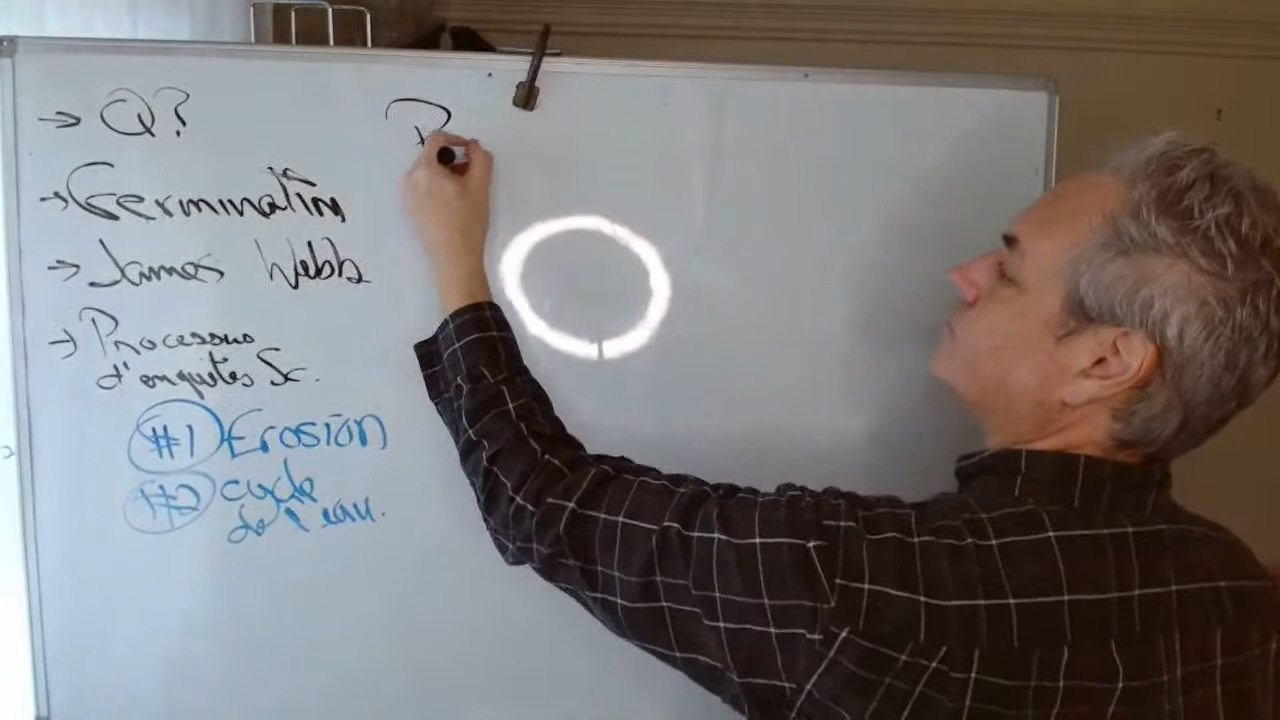 → Q?
→ Germination
→ James Webb
→ Processus
d'enquêtes Sc.
#1 Erosion
#2 cycle
de l'eau.